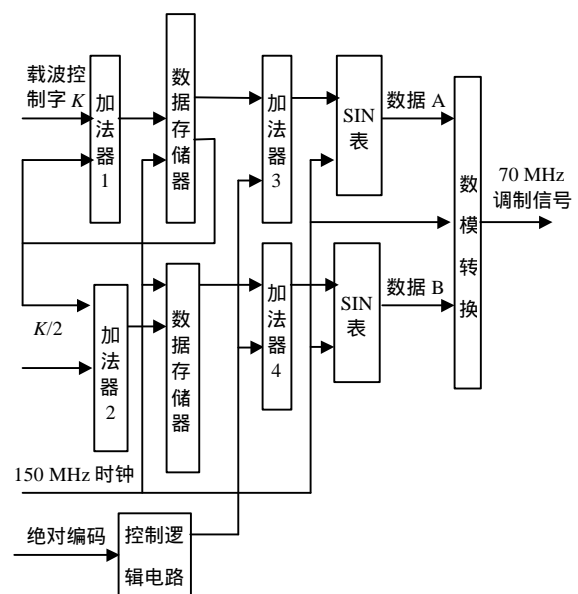 载波控
制字 K
加法器1
数据存储器
加法器3
SIN
表
数据 A
数模转换
70 MHz
调制信号
K/2
加法器2
数据存储器
加法器4
SIN
表
数据 B
150 MHz 时钟
绝对编码
控制逻
辑电路